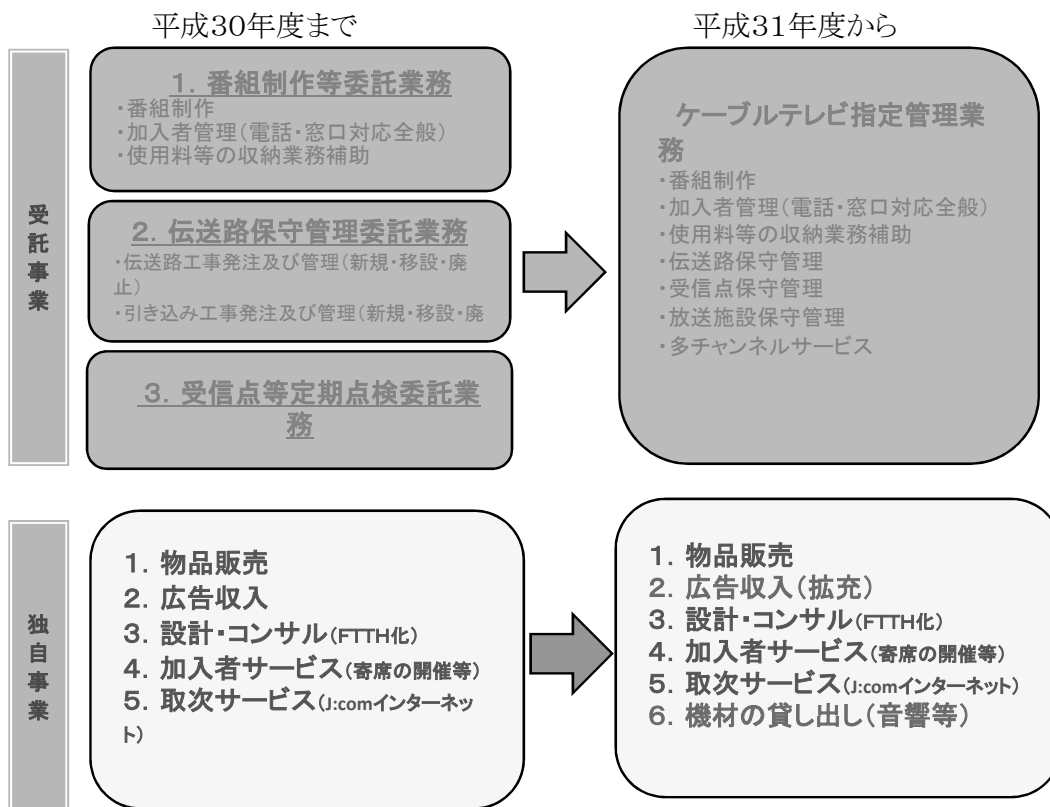 平成30年度まで
平成31年度から
受託事業
1. 番組制作等委託業務
・番組制作
・加入者管理(電話・窓口対応全般)
・使用料等の収納業務補助
2. 伝送路保守管理委託業務
・伝送路工事発注及び管理(新規・移設・廃
止)
・引き込み工事発注及び管理(新規・移設・廃
3. 受信点等定期点検委託業
務
ケーブルテレビ指定管理業
務
・番組制作
・加入者管理(電話・窓口対応全般)
・使用料等の収納業務補助
・伝送路保守管理
・受信点保守管理
・放送施設保守管理
・多チャンネルサービス
独自事業
1. 物品販売
2. 広告収入
3. 設計・コンサル(FTTH化)
4. 加入者サービス(寄席の開催等)
5. 取次サービス(J:comインターネッ
ト)
1. 物品販売
2. 広告収入(拡充)
3. 設計・コンサル(FTTH化)
4. 加入者サービス(寄席の開催等)
5. 取次サービス(J:comインターネット)
6. 機材の貸し出し(音響等)